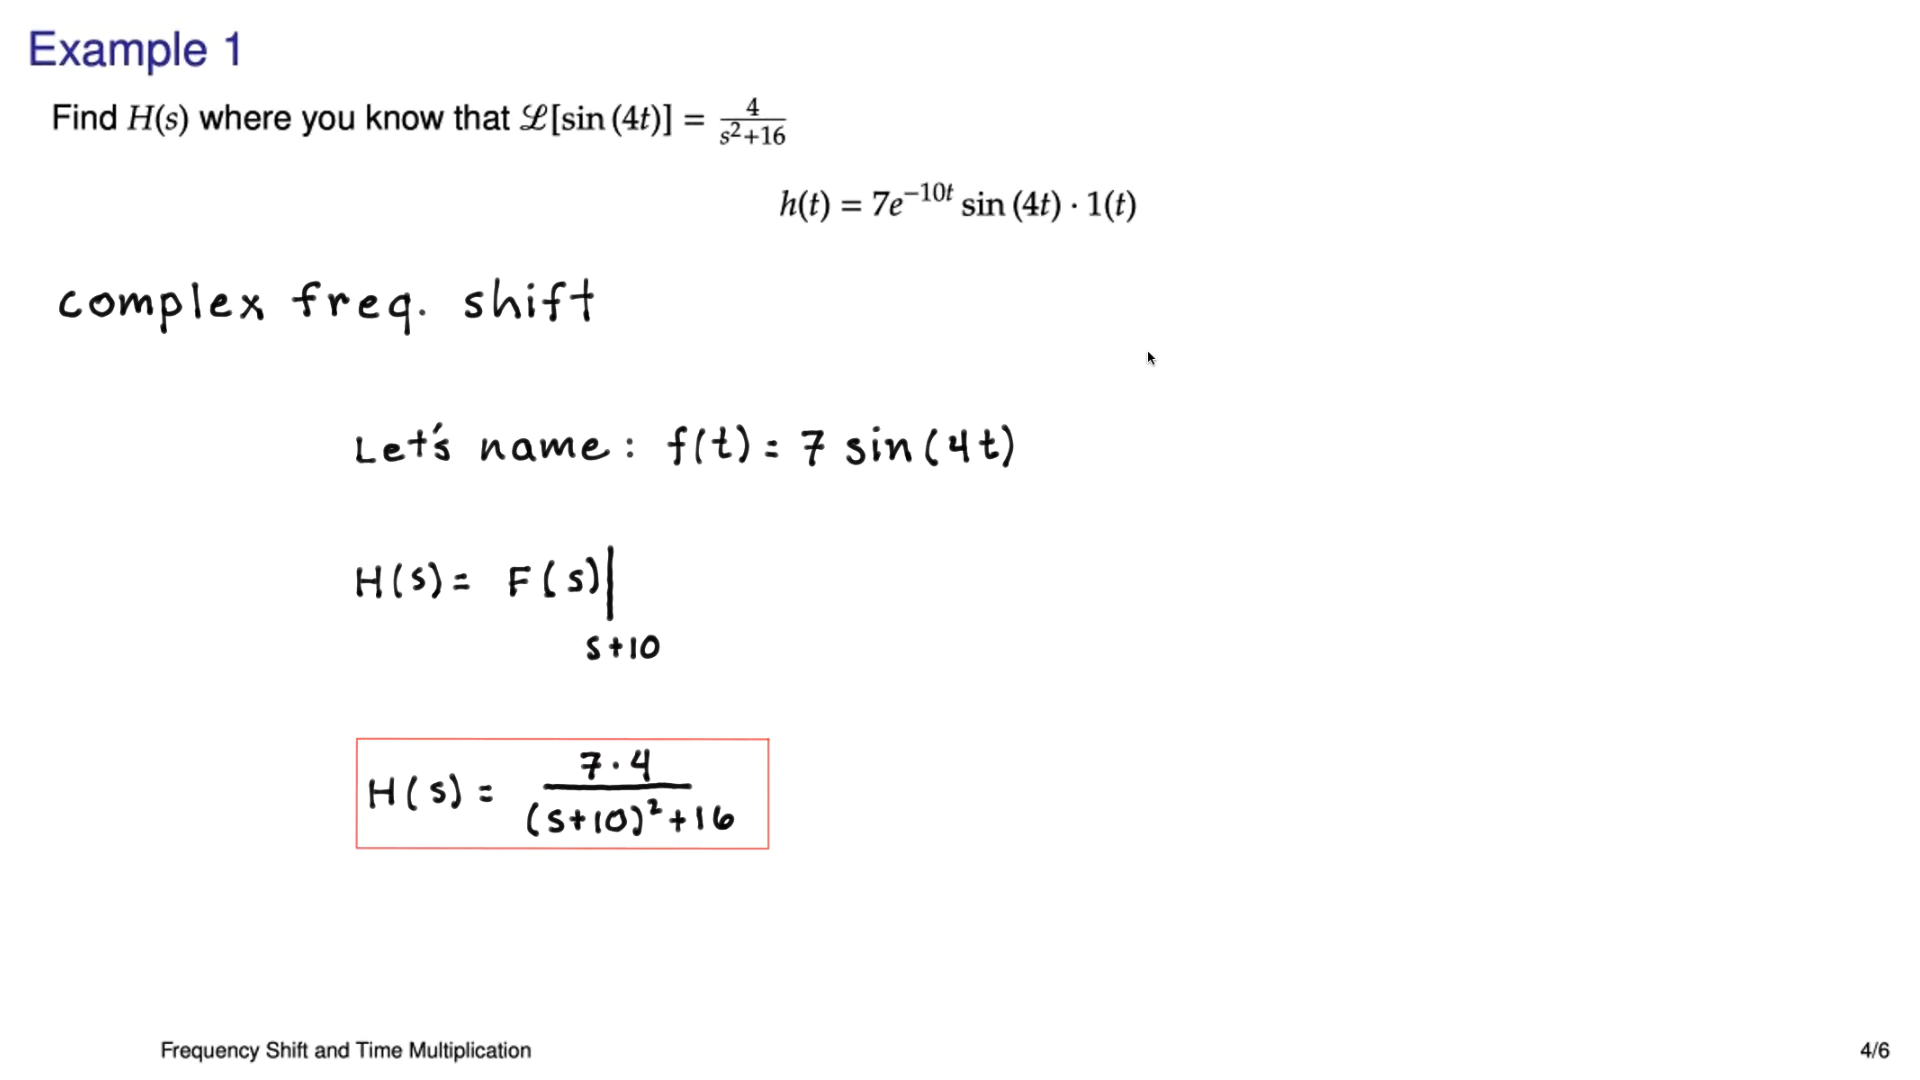 Example 1
Find H(s) where you know that ℒ[sin (4t)] = 4/(s²+16)
h(t) = 7e⁻¹⁰ᵗ sin (4t) · 1(t)
complex freq. shift
Let's name: f(t) = 7 sin(4t)
H(s) = F(s)|
s+10
H(s) = 7·4/((s+10)²+16)
Frequency Shift and Time Multiplication
4/6